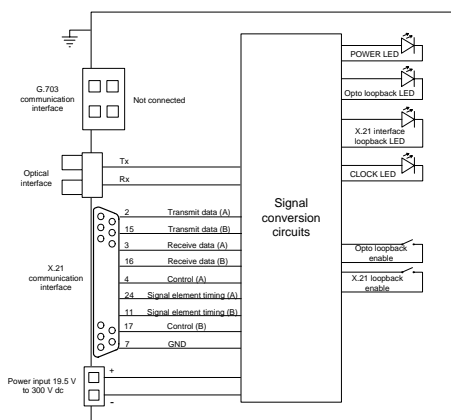 POWER LED
G.703
communication
interface
Not connected
Opto loopback LED
X.21 interface
loopback LED
Optical
interface
Tx
Rx
CLOCK LED
Signal
conversion
circuits
X.21
communication
interface
2 Transmit data (A)
15 Transmit data (B)
3 Receive data (A)
16 Receive data (B)
4 Control (A)
24 Signal element timing (A)
11 Signal element timing (B)
17 Control (B)
7 GND
Opto loopback
enable
X.21 loopback
enable
Power input 19.5 V
to 300 V dc
+
-